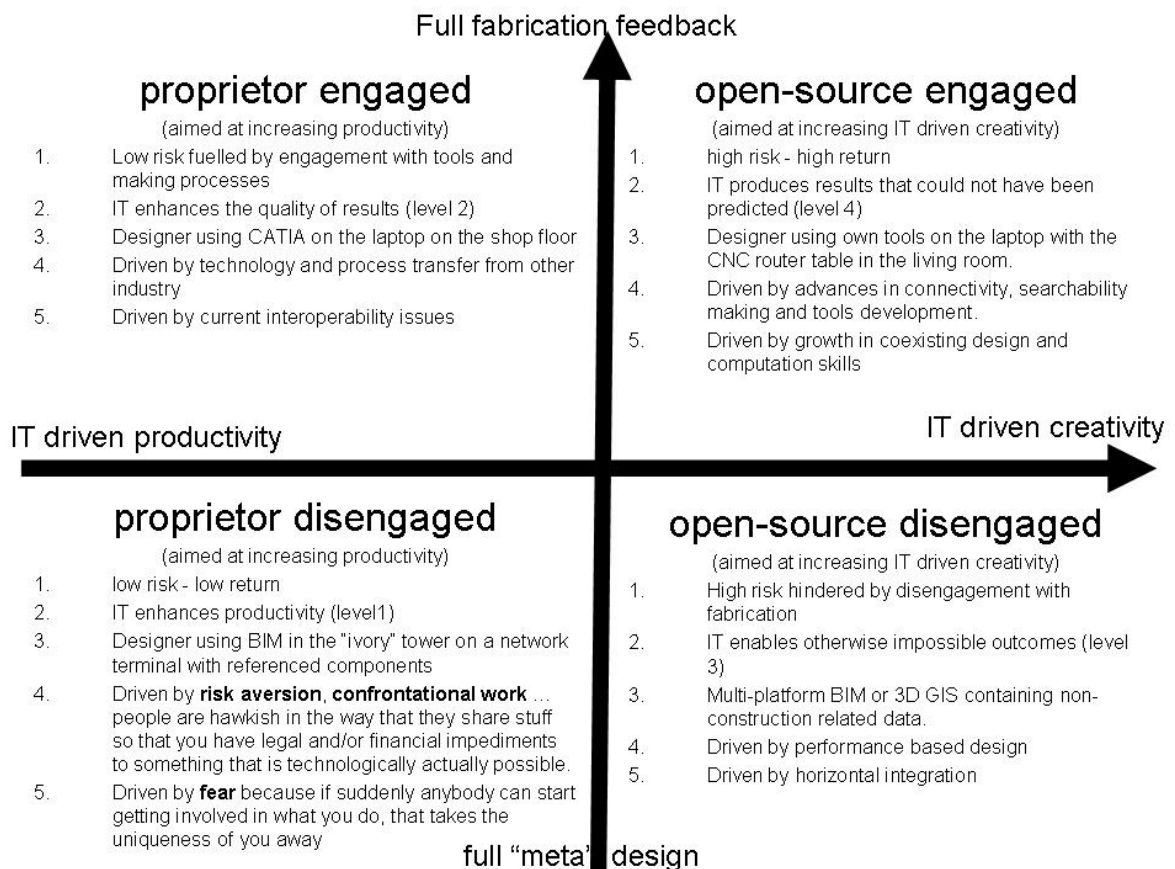 Full fabrication feedback
proprietor engaged
(aimed at increasing productivity)
1. Low risk fuelled by engagement with tools and
making processes
2. IT enhances the quality of results (level 2)
3. Designer using CATIA on the laptop on the shop floor
4. Driven by technology and process transfer from other
industry
5. Driven by current interoperability issues
open-source engaged
(aimed at increasing IT driven creativity)
1. high risk - high return
2. IT produces results that could not have been
predicted (level 4)
3. Designer using own tools on the laptop with the
CNC router table in the living room.
4. Driven by advances in connectivity, searchability
making and tools development.
5. Driven by growth in coexisting design and
computation skills
IT driven productivity
IT driven creativity
proprietor disengaged
(aimed at increasing productivity)
1. low risk - low return
2. IT enhances productivity (level1)
3. Designer using BIM in the "ivory" tower on a network
terminal with referenced components
4. Driven by risk aversion, confrontational work ...
people are hawkish in the way that they share stuff
so that you have legal and/or financial impediments
to something that is technologically actually possible.
5. Driven by fear because if suddenly anybody can start
getting involved in what you do, that takes the
uniqueness of you away
open-source disengaged
(aimed at increasing IT driven creativity)
1. High risk hindered by disengagement with
fabrication
2. IT enables otherwise impossible outcomes (level
3)
3. Multi-platform BIM or 3D GIS containing non-
construction related data.
4. Driven by performance based design
5. Driven by horizontal integration
full "meta" design